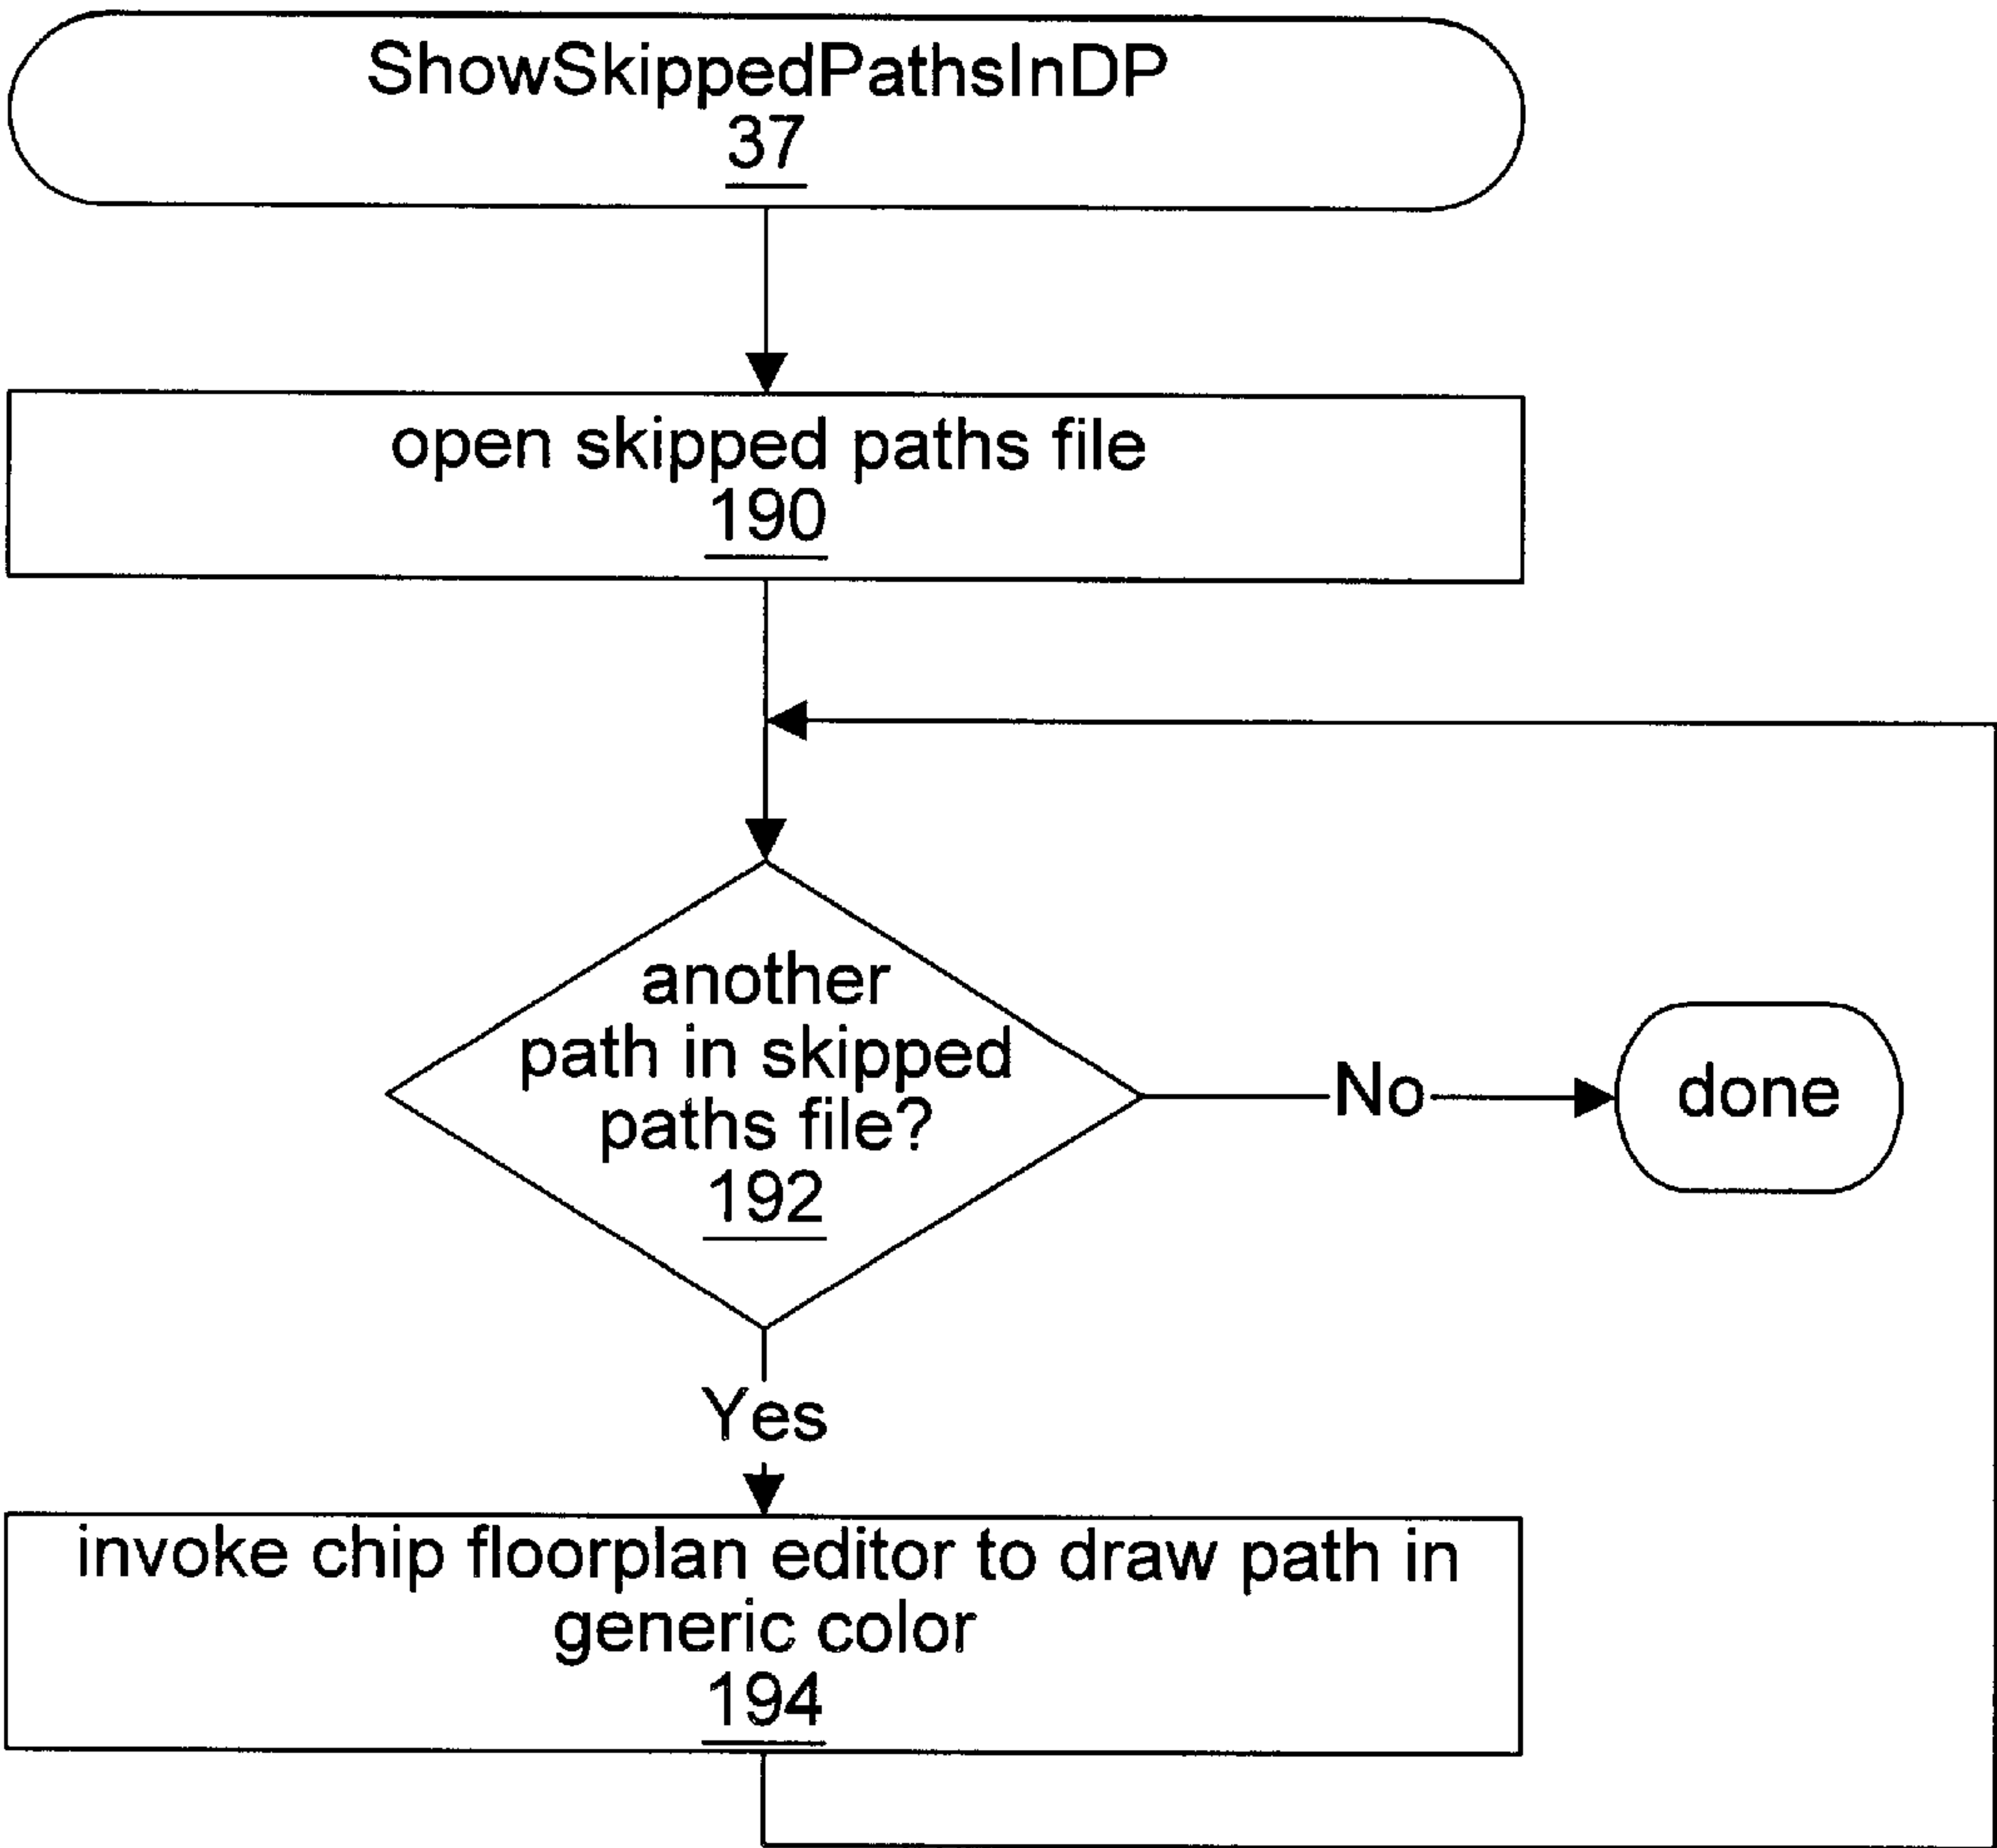 ShowSkippedPathsInDP
37
open skipped paths file
190
another
path in skipped
paths file?
192
No
done
Yes
invoke chip floorplan editor to draw path in
generic color
194